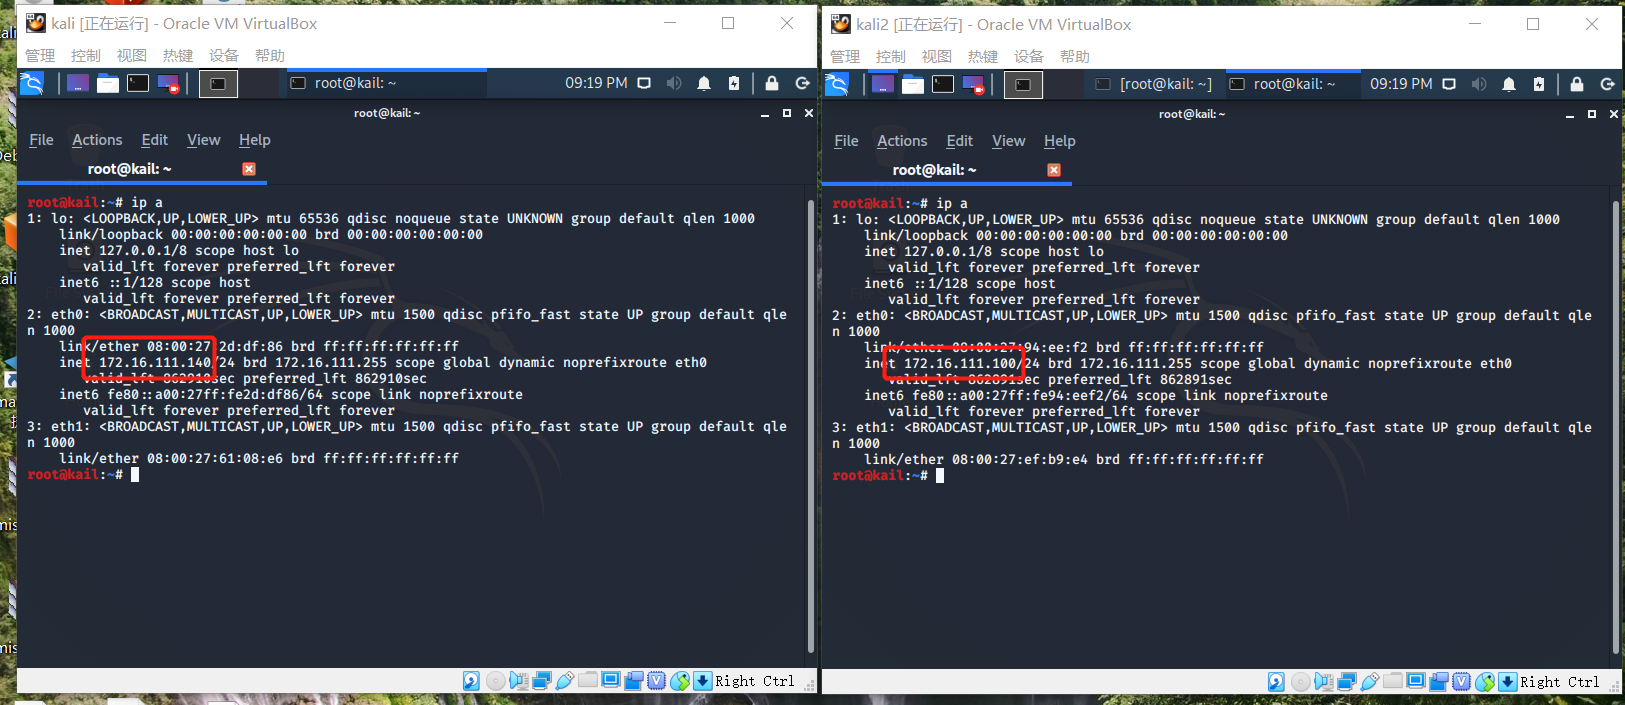 kali [正在运行] - Oracle VM VirtualBox
管理 控制 视图 热键 设备 帮助
root@kail: ~ 09:19 PM
root@kail: ~
File Actions Edit View Help
root@kail: ~
root@kail:~# ip a
1: lo: <LOOPBACK,UP,LOWER_UP> mtu 65536 qdisc noqueue state UNKNOWN group default qlen 1000
link/loopback 00:00:00:00:00:00 brd 00:00:00:00:00:00
inet 127.0.0.1/8 scope host lo
valid_lft forever preferred_lft forever
inet6 ::1/128 scope host
valid_lft forever preferred_lft forever
2: eth0: <BROADCAST,MULTICAST,UP,LOWER_UP> mtu 1500 qdisc pfifo_fast state UP group default qle
n 1000
link/ether 08:00:27:2d:df:86 brd ff:ff:ff:ff:ff:ff
inet 172.16.111.140/24 brd 172.16.111.255 scope global dynamic noprefixroute eth0
valid_lft 862910sec preferred_lft 862910sec
inet6 fe80::a00:27ff:fe2d:df86/64 scope link noprefixroute
valid_lft forever preferred_lft forever
3: eth1: <BROADCAST,MULTICAST,UP,LOWER_UP> mtu 1500 qdisc pfifo_fast state UP group default qle
n 1000
link/ether 08:00:27:61:08:e6 brd ff:ff:ff:ff:ff:ff
root@kail:~#
Right Ctrl
kali2 [正在运行] - Oracle VM VirtualBox
管理 控制 视图 热键 设备 帮助
[root@kail: ~] root@kail: ~ 09:19 PM
root@kail: ~
File Actions Edit View Help
root@kail: ~
root@kail:~# ip a
1: lo: <LOOPBACK,UP,LOWER_UP> mtu 65536 qdisc noqueue state UNKNOWN group default qlen 1000
link/loopback 00:00:00:00:00:00 brd 00:00:00:00:00:00
inet 127.0.0.1/8 scope host lo
valid_lft forever preferred_lft forever
inet6 ::1/128 scope host
valid_lft forever preferred_lft forever
2: eth0: <BROADCAST,MULTICAST,UP,LOWER_UP> mtu 1500 qdisc pfifo_fast state UP group default qle
n 1000
link/ether 08:00:27:94:ee:f2 brd ff:ff:ff:ff:ff:ff
inet 172.16.111.100/24 brd 172.16.111.255 scope global dynamic noprefixroute eth0
valid_lft 862891sec preferred_lft 862891sec
inet6 fe80::a00:27ff:fe94:eef2/64 scope link noprefixroute
valid_lft forever preferred_lft forever
3: eth1: <BROADCAST,MULTICAST,UP,LOWER_UP> mtu 1500 qdisc pfifo_fast state UP group default qle
n 1000
link/ether 08:00:27:ef:b9:e4 brd ff:ff:ff:ff:ff:ff
root@kail:~#
Right Ctrl